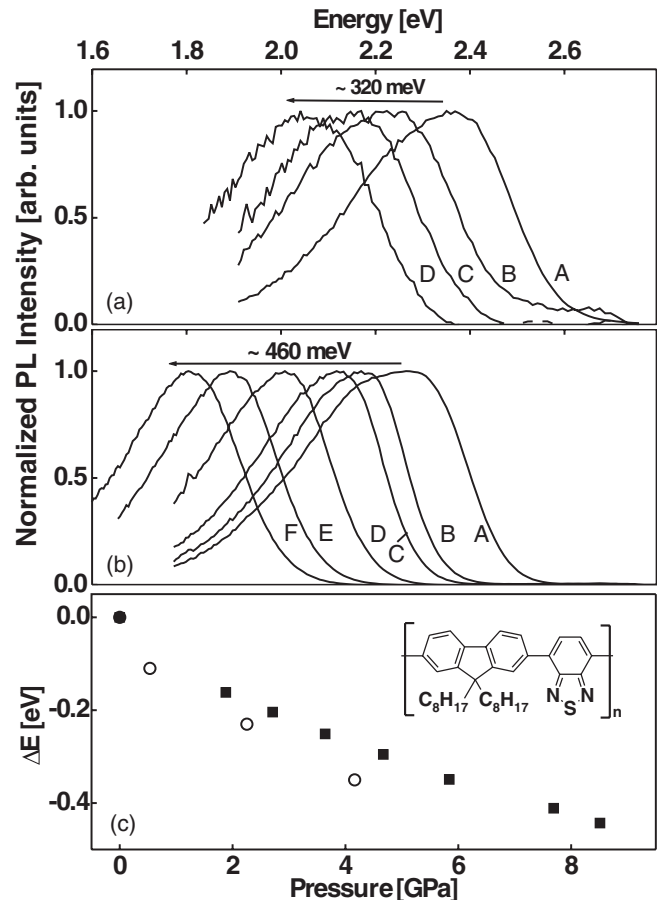 Energy [eV]
1.6 1.8 2.0 2.2 2.4 2.6
Normalized PL Intensity [arb. units]
~ 320 meV
1.0
0.5
0.0
D C B A
(a)
~ 460 meV
1.0
0.5
0.0
F E D C B A
(b)
ΔE [eV]
0.0
-0.2
-0.4
C8H17 C8H17 N S N n
(c)
0 2 4 6 8
Pressure [GPa]